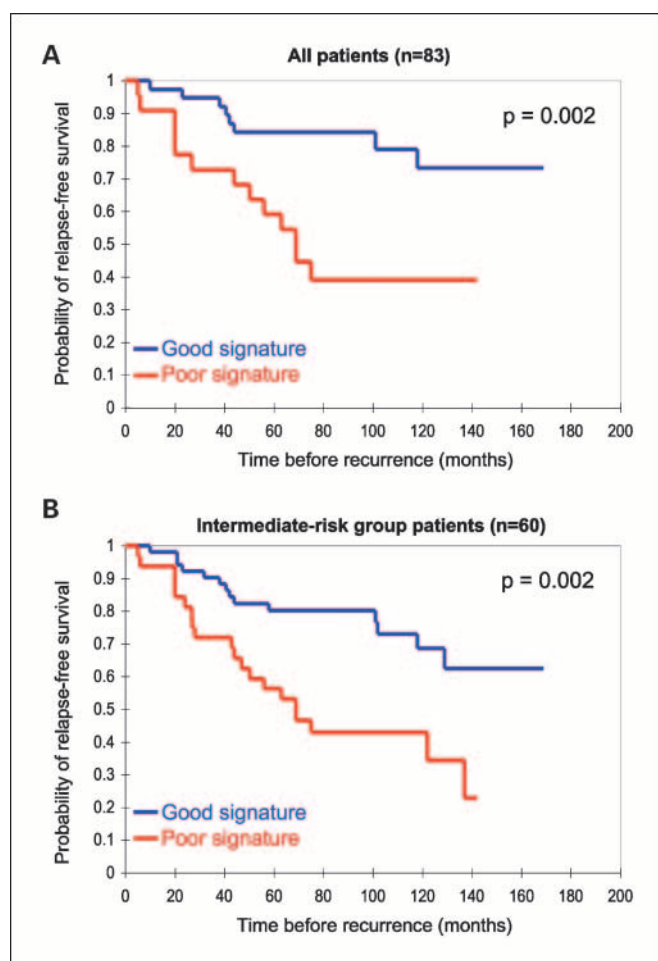 A
All patients (n=83)
p = 0.002
1
0.9
0.8
0.7
0.6
0.5
0.4
0.3
0.2
0.1
0
Probability of relapse-free survival
Good signature
Poor signature
0 20 40 60 80 100 120 140 160 180 200
Time before recurrence (months)
B
Intermediate-risk group patients (n=60)
p = 0.002
1
0.9
0.8
0.7
0.6
0.5
0.4
0.3
0.2
0.1
0
Probability of relapse-free survival
Good signature
Poor signature
0 20 40 60 80 100 120 140 160 180 200
Time before recurrence (months)